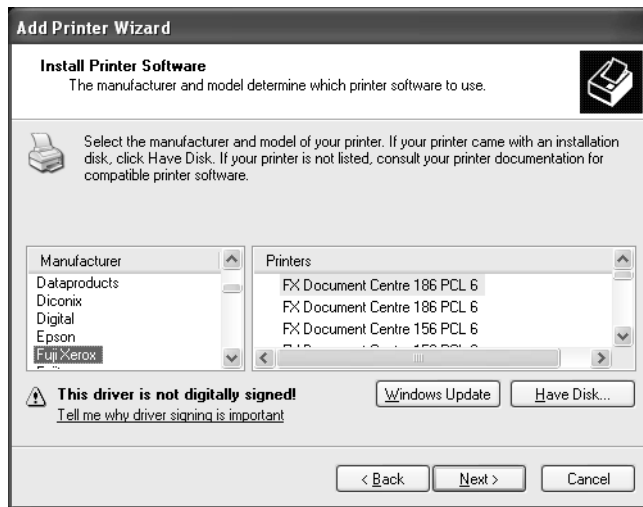 Add Printer Wizard
Install Printer Software
The manufacturer and model determine which printer software to use.
Select the manufacturer and model of your printer. If your printer came with an installation
disk, click Have Disk. If your printer is not listed, consult your printer documentation for
compatible printer software.
Manufacturer
Dataproducts
Diconix
Digital
Epson
Fuji Xerox
Printers
FX Document Centre 186 PCL 6
FX Document Centre 186 PCL 6
FX Document Centre 156 PCL 6
This driver is not digitally signed!
Tell me why driver signing is important
Windows Update
Have Disk...
< Back
Next >
Cancel